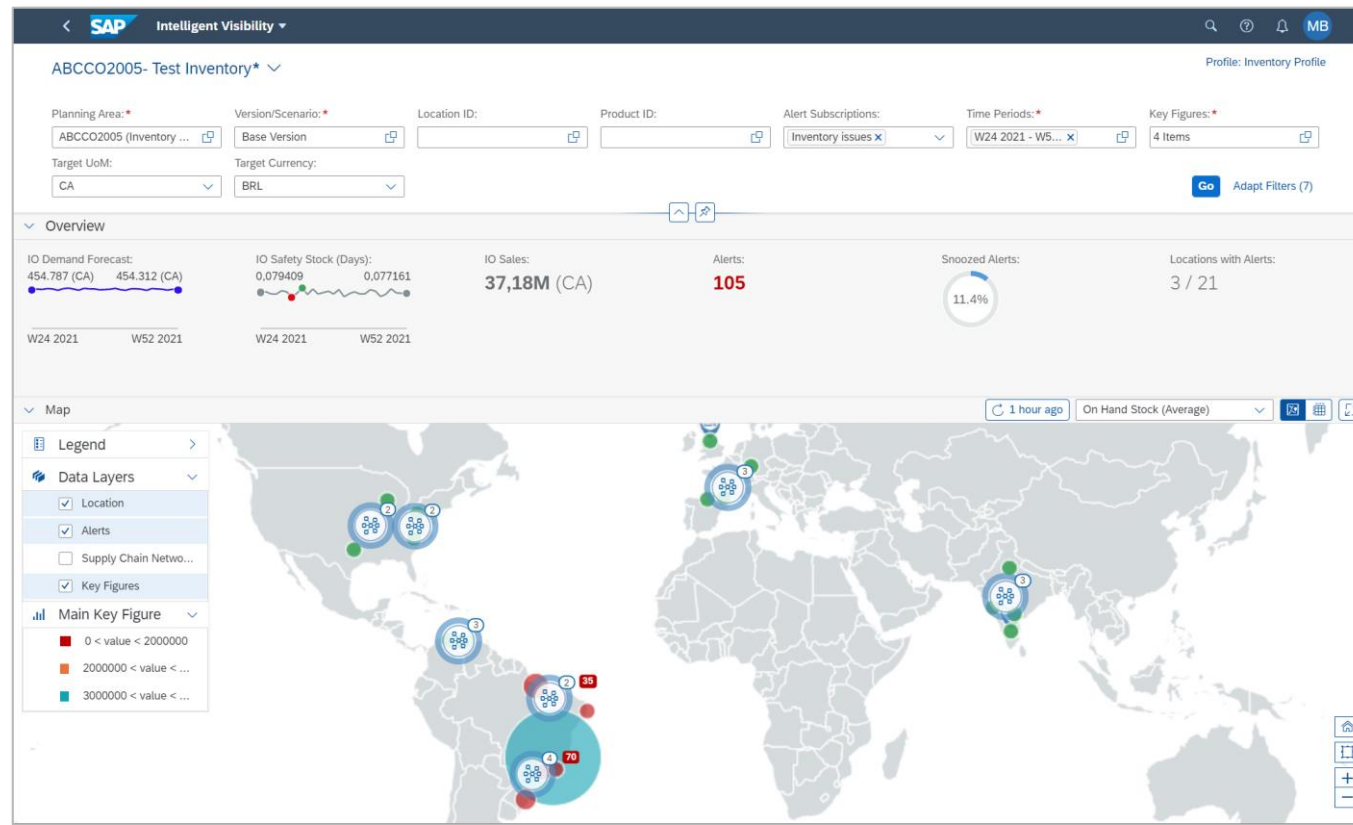 SAP Intelligent Visibility MB
ABCCO2005- Test Inventory*
Profile: Inventory Profile
Planning Area:* Version/Scenario:* Location ID: Product ID: Alert Subscriptions: Time Periods:* Key Figures:*
ABCCO2005 (Inventory ... Base Version Inventory issues W24 2021 - W5... 4 Items
Target UoM: Target Currency:
CA BRL Go Adapt Filters (7)
Overview
IO Demand Forecast: IO Safety Stock (Days): IO Sales: Alerts: Snoozed Alerts: Locations with Alerts:
454.787 (CA) 454.312 (CA) 0,079409 0,077161 37,18M (CA) 105 11.4% 3 / 21
W24 2021 W52 2021 W24 2021 W52 2021
Map 1 hour ago On Hand Stock (Average)
Legend
Data Layers
Location
Alerts
Supply Chain Netwo...
Key Figures
Main Key Figure
0 < value < 2000000
2000000 < value < ...
3000000 < value < ...
3
2 2
3
3
2 35
4 70